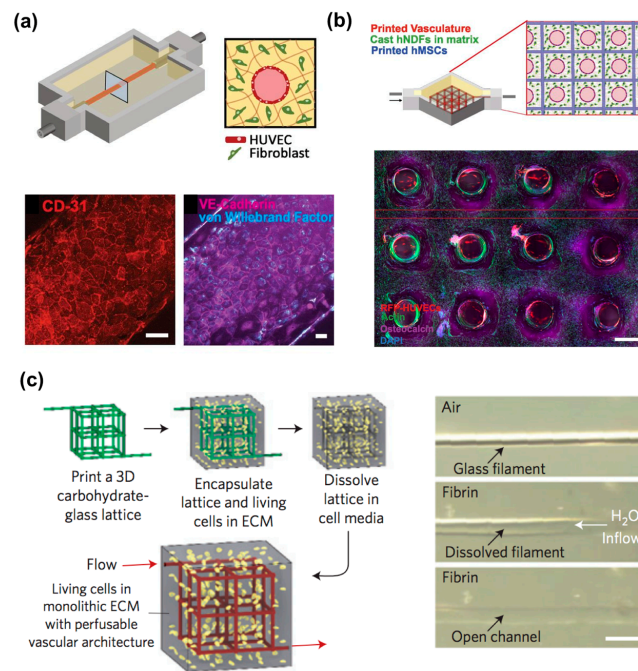 (a)
HUVEC
Fibroblast
CD-31
VE-Cadherin
von Willebrand Factor
(b)
Printed Vasculature
Cast hNDFs in matrix
Printed hMSCs
RFP-HUVECs
Actin
Osteocalcin
DAPI
(c)
Print a 3D
carbohydrate-
glass lattice
Encapsulate
lattice and living
cells in ECM
Dissolve
lattice in
cell media
Flow
Living cells in
monolithic ECM
with perfusable
vascular architecture
Air
Glass filament
Fibrin
H₂O
Inflow
Dissolved filament
Fibrin
Open channel